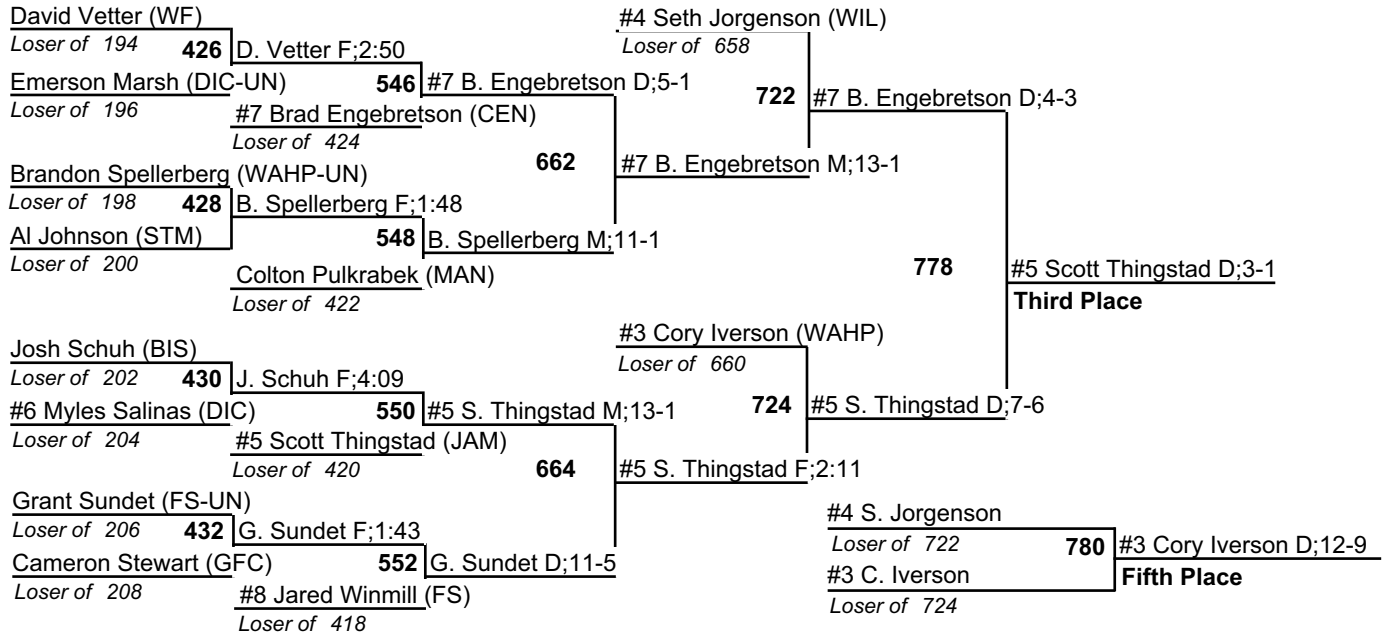 David Vetter (WF)
Loser of 194
426
D. Vetter F;2:50
Emerson Marsh (DIC-UN)
Loser of 196
546
#7 B. Engebretson D;5-1
#7 Brad Engebretson (CEN)
Loser of 424
Brandon Spellerberg (WAHP-UN)
Loser of 198
428
B. Spellerberg F;1:48
Al Johnson (STM)
Loser of 200
548
B. Spellerberg M;11-1
Colton Pulkrabek (MAN)
Loser of 422
662
#7 B. Engebretson M;13-1
#4 Seth Jorgenson (WIL)
Loser of 658
722
#7 B. Engebretson D;4-3
Josh Schuh (BIS)
Loser of 202
430
J. Schuh F;4:09
#6 Myles Salinas (DIC)
Loser of 204
550
#5 S. Thingstad M;13-1
#5 Scott Thingstad (JAM)
Loser of 420
Grant Sundet (FS-UN)
Loser of 206
432
G. Sundet F;1:43
Cameron Stewart (GFC)
Loser of 208
552
G. Sundet D;11-5
#8 Jared Winmill (FS)
Loser of 418
664
#5 S. Thingstad F;2:11
#3 Cory Iverson (WAHP)
Loser of 660
724
#5 S. Thingstad D;7-6
778
#5 Scott Thingstad D;3-1
Third Place
#4 S. Jorgenson
Loser of 722
780
#3 Cory Iverson D;12-9
#3 C. Iverson
Fifth Place
Loser of 724